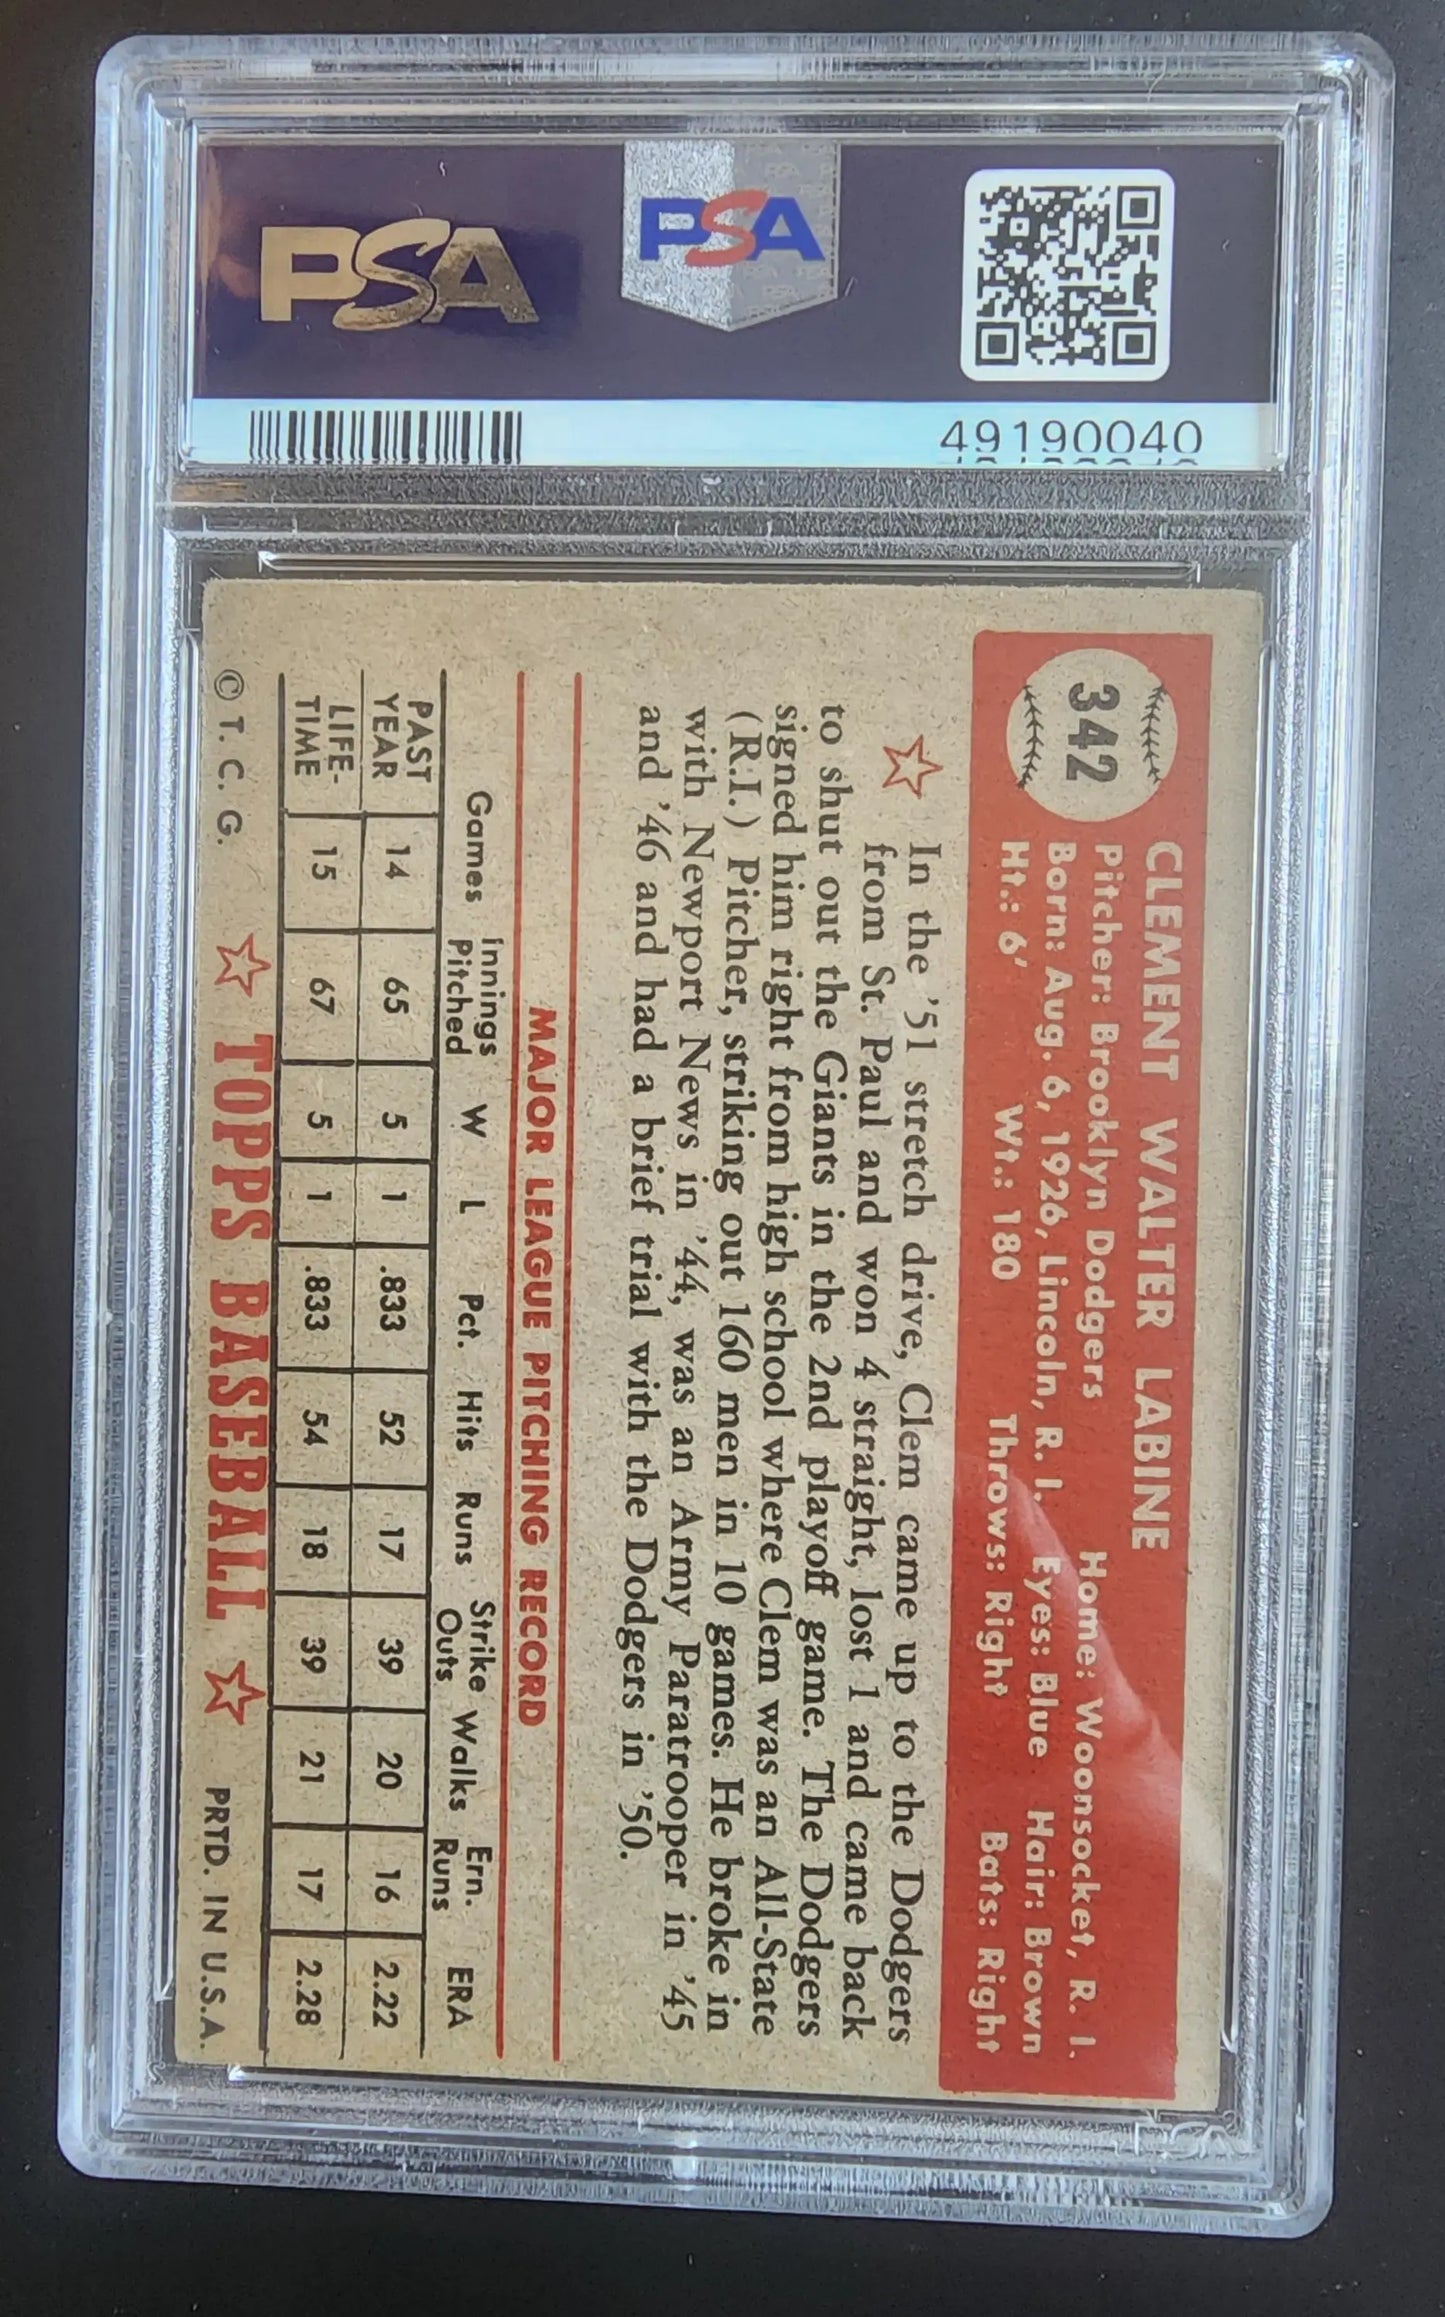 PSA
PSA
49190040
342
CLEMENT WALTER LABINE
Pitcher: Brooklyn Dodgers Home: Woonsocket, R. I.
Born: Aug. 6, 1926, Lincoln, R. I. Eyes: Blue Hair: Brown
Ht.: 6' Wt.: 180 Throws: Right Bats: Right
In the '51 stretch drive, Clem came up to the Dodgers
from St. Paul and won 4 straight, lost 1 and came back
to shut out the Giants in the 2nd playoff game. The Dodgers
signed him right from high school where Clem was an All-State
(R.I.) Pitcher, striking out 160 men in 10 games. He broke in
with Newport News in '44, was an Army Paratrooper in '45
and '46 and had a brief trial with the Dodgers in '50.
MAJOR LEAGUE PITCHING RECORD
Games Innings Pitched W L Pct. Hits Runs Strike Outs Walks Ern. Runs ERA
PAST YEAR 14 65 5 1 .833 52 17 39 20 16 2.22
LIFE-TIME 15 67 5 1 .833 54 18 39 21 17 2.28
© T. C. G. TOPPS BASEBALL PRTD. IN U.S.A.